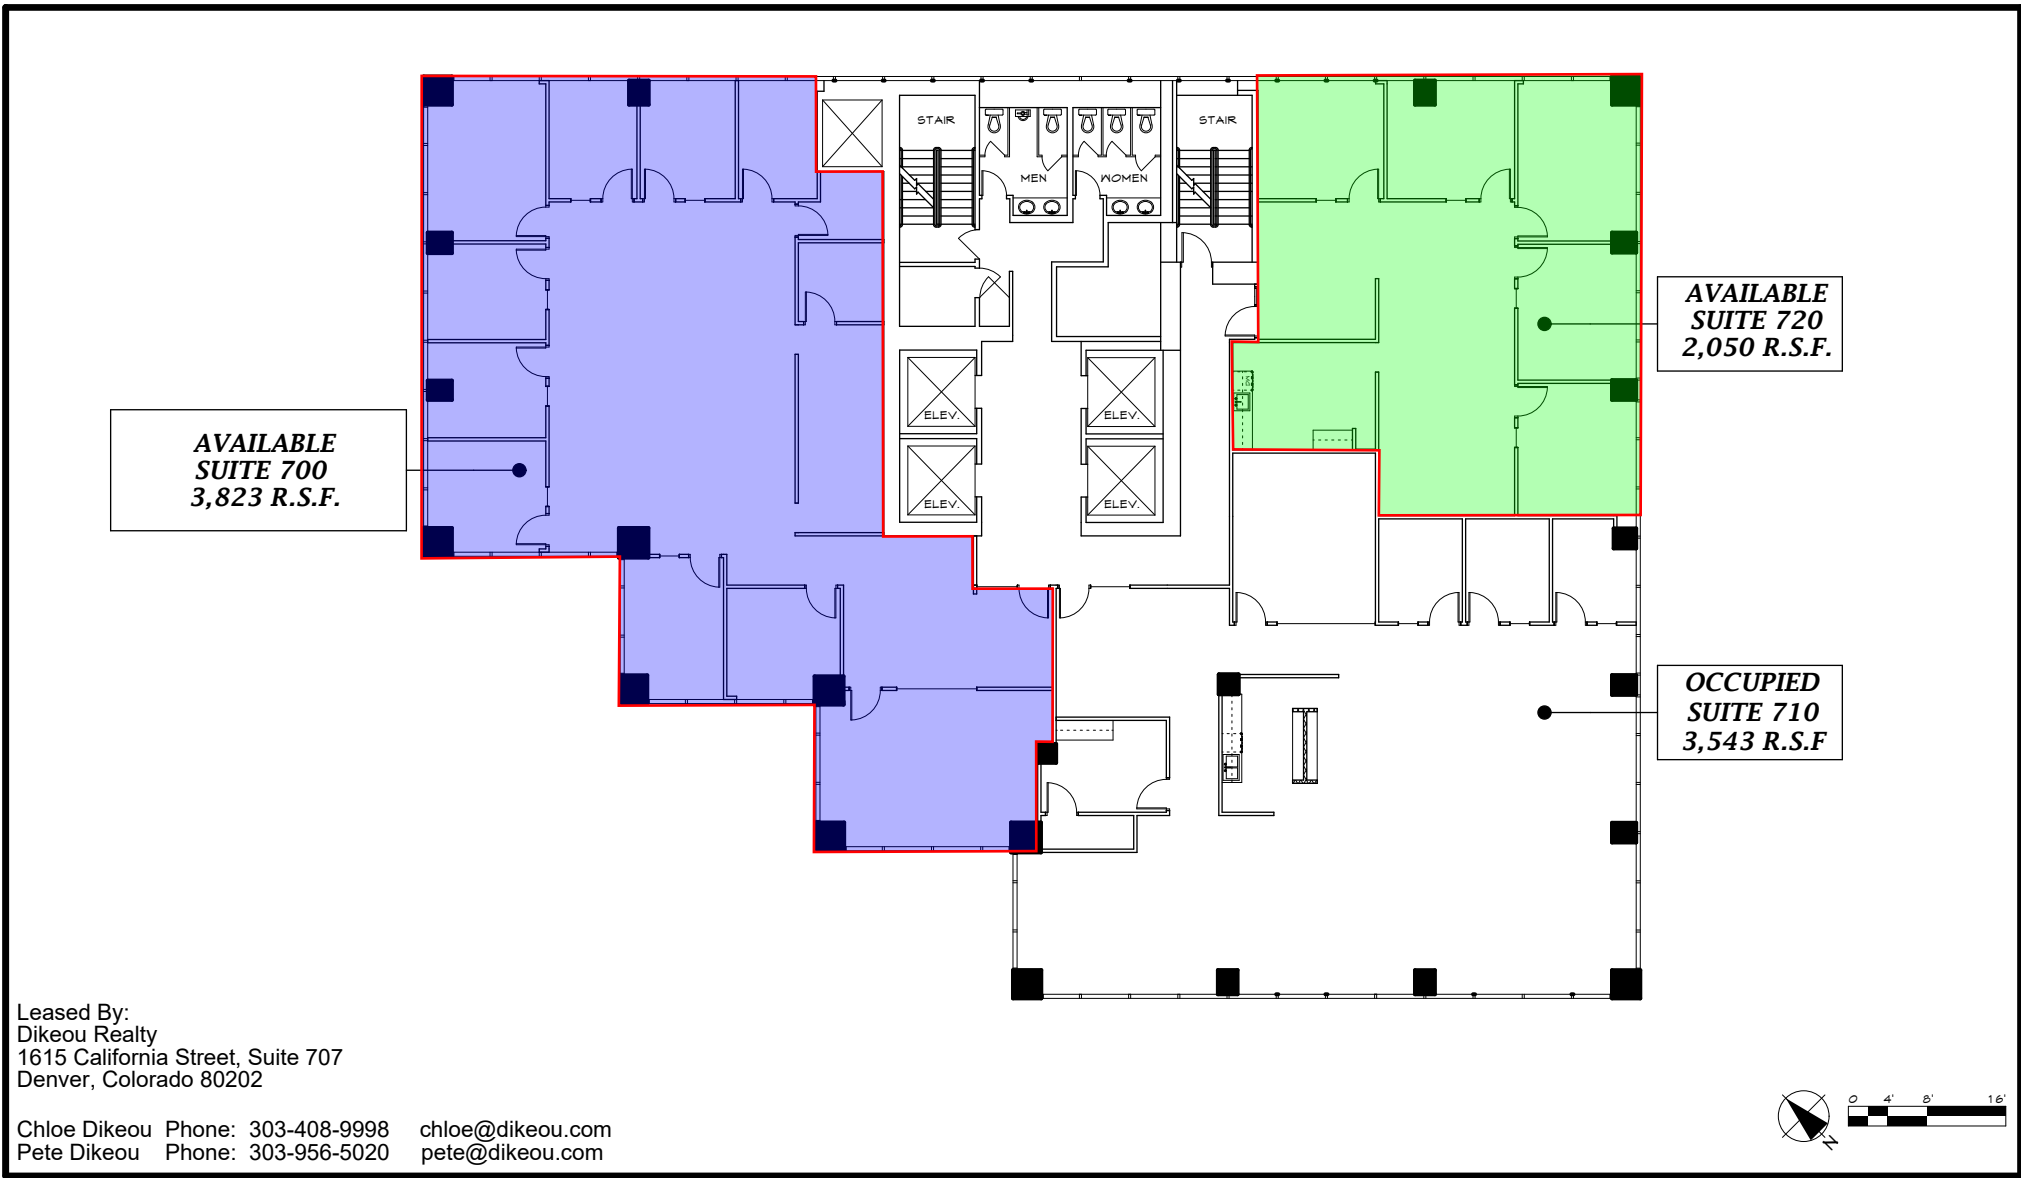 STAIR
STAIR
MEN
WOMEN
AVAILABLE
SUITE 720
2,050 R.S.F.
ELEV.
ELEV.
AVAILABLE
SUITE 700
3,823 R.S.F.
ELEV.
ELEV.
OCCUPIED
SUITE 710
3,543 R.S.F
Leased By:
Dikeou Realty
1615 California Street, Suite 707
Denver, Colorado 80202
Chloe Dikeou Phone: 303-408-9998 chloe@dikeou.com
Pete Dikeou Phone: 303-956-5020 pete@dikeou.com
0 4' 8' 16'
N